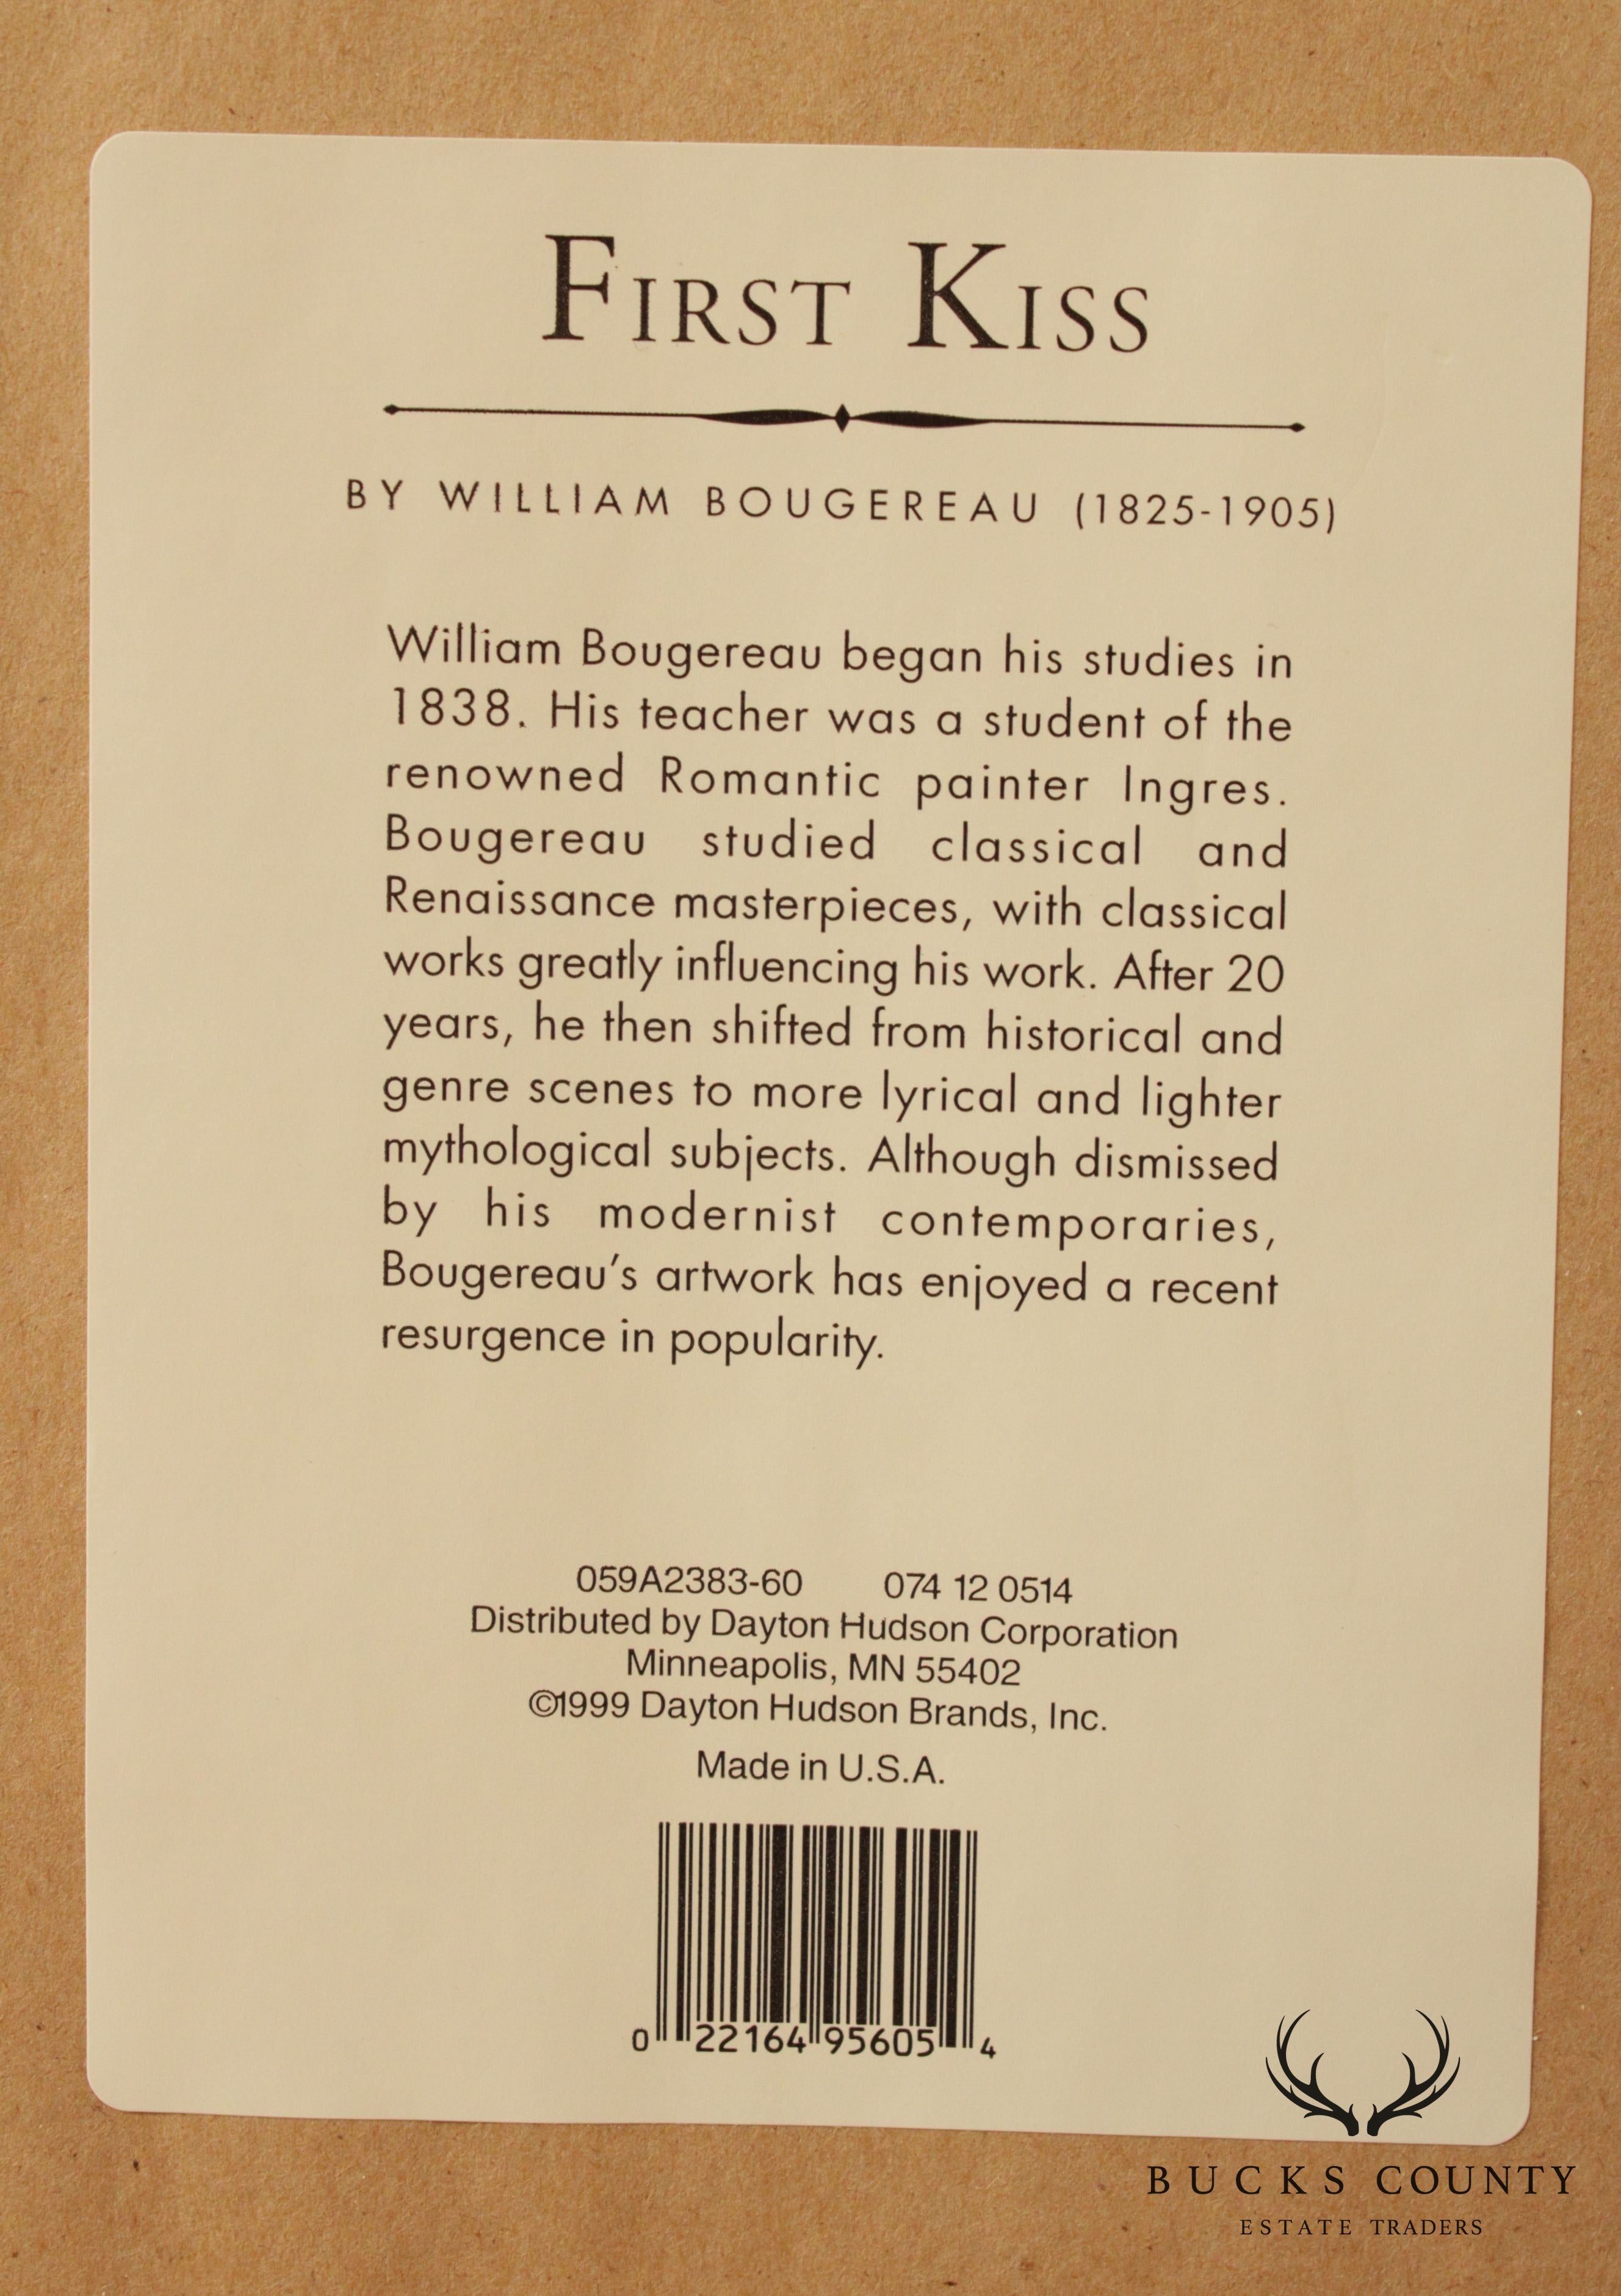 FIRST KISS
BY WILLIAM BOUGEREAU (1825-1905)
William Bougereau began his studies in
1838. His teacher was a student of the
renowned Romantic painter Ingres.
Bougereau studied classical and
Renaissance masterpieces, with classical
works greatly influencing his work. After 20
years, he then shifted from historical and
genre scenes to more lyrical and lighter
mythological subjects. Although dismissed
by his modernist contemporaries,
Bougereau's artwork has enjoyed a recent
resurgence in popularity.
059A2383-60 074 12 0514
Distributed by Dayton Hudson Corporation
Minneapolis, MN 55402
©1999 Dayton Hudson Brands, Inc.
Made in U.S.A.
0 22164 95605 4
BUCKS COUNTY
ESTATE TRADERS